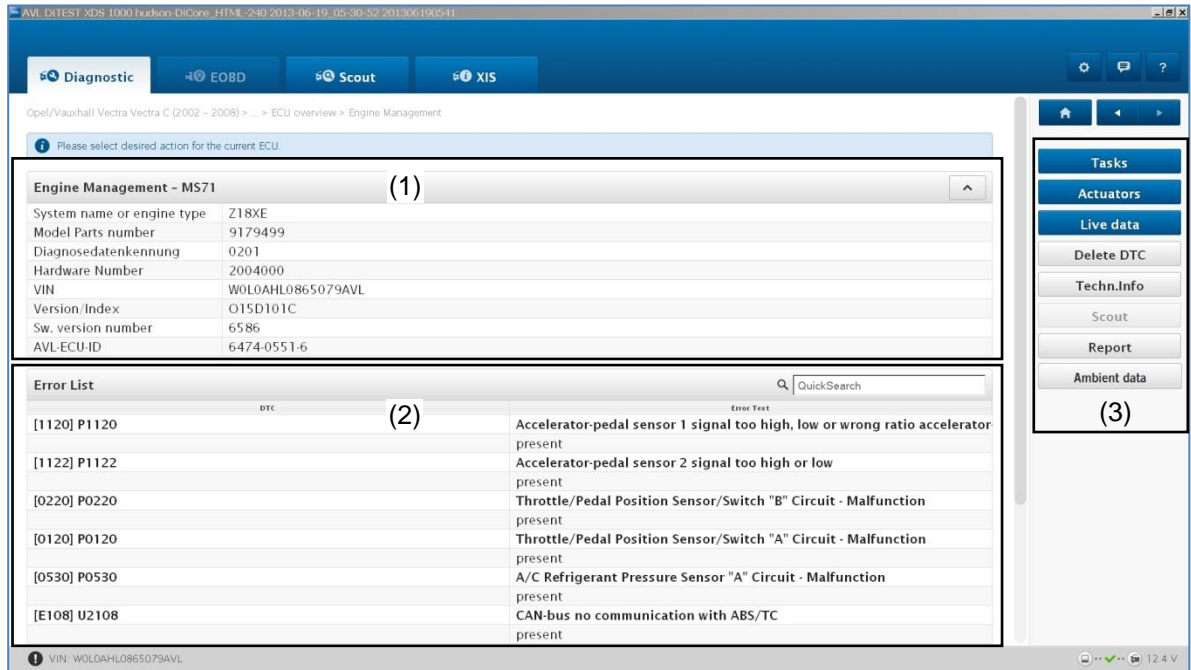 AVL DITEST XDS 1000 hudson-DiCore_HTML-240 2013-06-19_05-30-52 201306190541
Diagnostic
EOBD
Scout
XIS
?
Opel/Vauxhall Vectra Vectra C (2002 – 2008) > ... > ECU overview > Engine Management
Please select desired action for the current ECU.
Engine Management – MS71
(1)
System name or engine type Z18XE
Model Parts number 9179499
Diagnosedatenkennung 0201
Hardware Number 2004000
VIN W0L0AHL0865079AVL
Version/Index O15D101C
Sw. version number 6586
AVL-ECU-ID 6474-0551-6
Error List
QuickSearch
DTC
(2)
Error Text
[1120] P1120 Accelerator-pedal sensor 1 signal too high, low or wrong ratio accelerator-
present
[1122] P1122 Accelerator-pedal sensor 2 signal too high or low
present
[0220] P0220 Throttle/Pedal Position Sensor/Switch "B" Circuit - Malfunction
present
[0120] P0120 Throttle/Pedal Position Sensor/Switch "A" Circuit - Malfunction
present
[0530] P0530 A/C Refrigerant Pressure Sensor "A" Circuit - Malfunction
present
[E108] U2108 CAN-bus no communication with ABS/TC
present
Tasks
Actuators
Live data
Delete DTC
Techn.Info
Scout
Report
Ambient data
(3)
VIN W0L0AHL0865079AVL
12.4 V